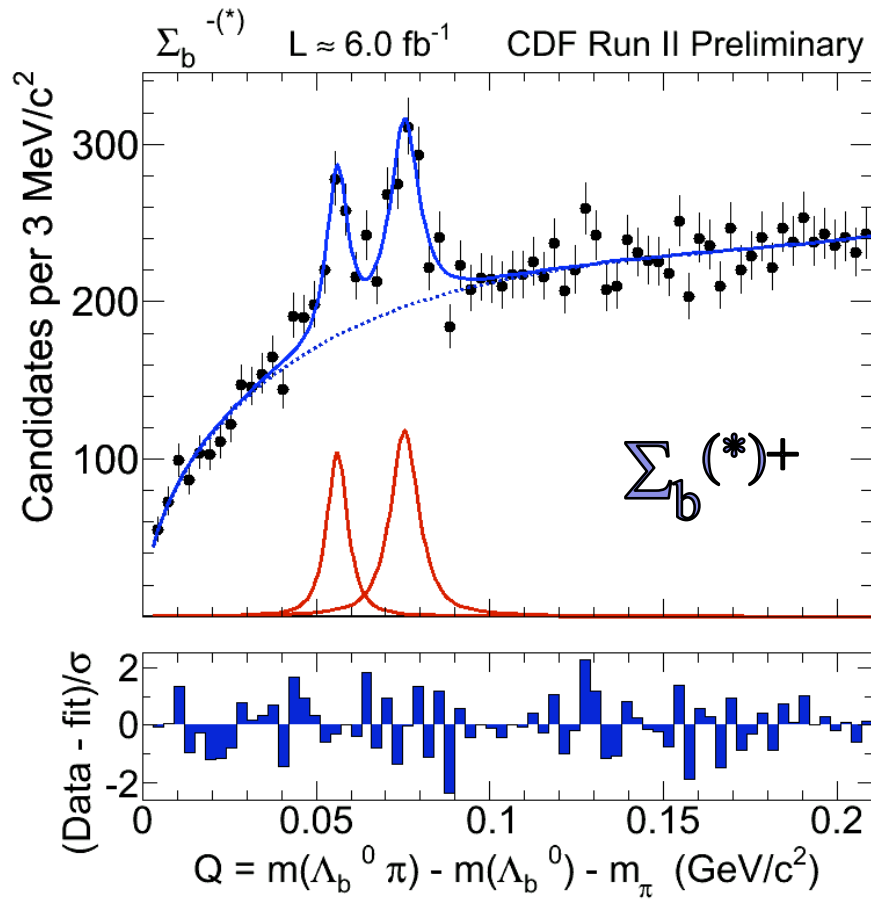 Σb-(*) L ≈ 6.0 fb-1 CDF Run II Preliminary
Candidates per 3 MeV/c2
300
200
100
Σb(*)+
(Data - fit)/σ
2
0
-2
0 0.05 0.1 0.15 0.2
Q = m(Λb0 π) - m(Λb0) - mπ (GeV/c2)